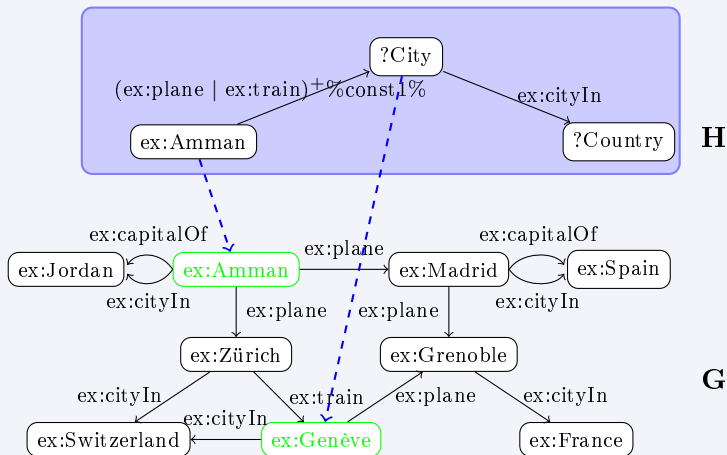 ?City
(ex:plane | ex:train)+%const1%
ex:cityIn
ex:Amman
?Country
H
ex:capitalOf
ex:plane
ex:capitalOf
ex:Jordan
ex:Amman
ex:Madrid
ex:Spain
ex:cityIn
ex:cityIn
ex:plane
ex:plane
ex:Zürich
ex:Grenoble
G
ex:cityIn
ex:train
ex:plane
ex:cityIn
ex:cityIn
ex:Switzerland
ex:Genève
ex:France